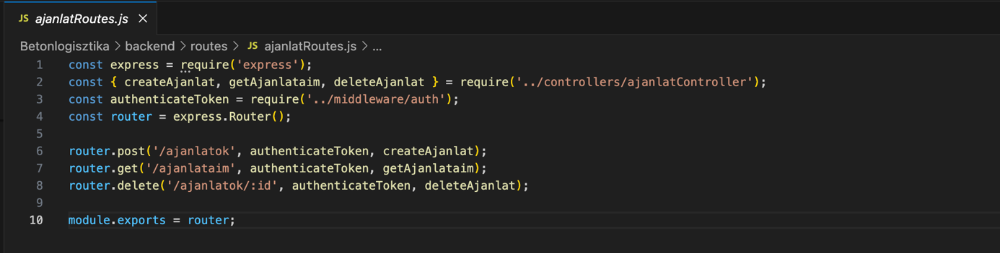 JS ajanlatRoutes.js ×
Betonlogisztika > backend > routes > JS ajanlatRoutes.js > ...
1 const express = require('express');
2 const { createAjanlat, getAjanlataim, deleteAjanlat } = require('../controllers/ajanlatController');
3 const authenticateToken = require('../middleware/auth');
4 const router = express.Router();
5
6 router.post('/ajanlatok', authenticateToken, createAjanlat);
7 router.get('/ajanlataim', authenticateToken, getAjanlataim);
8 router.delete('/ajanlatok/:id', authenticateToken, deleteAjanlat);
9
10 module.exports = router;